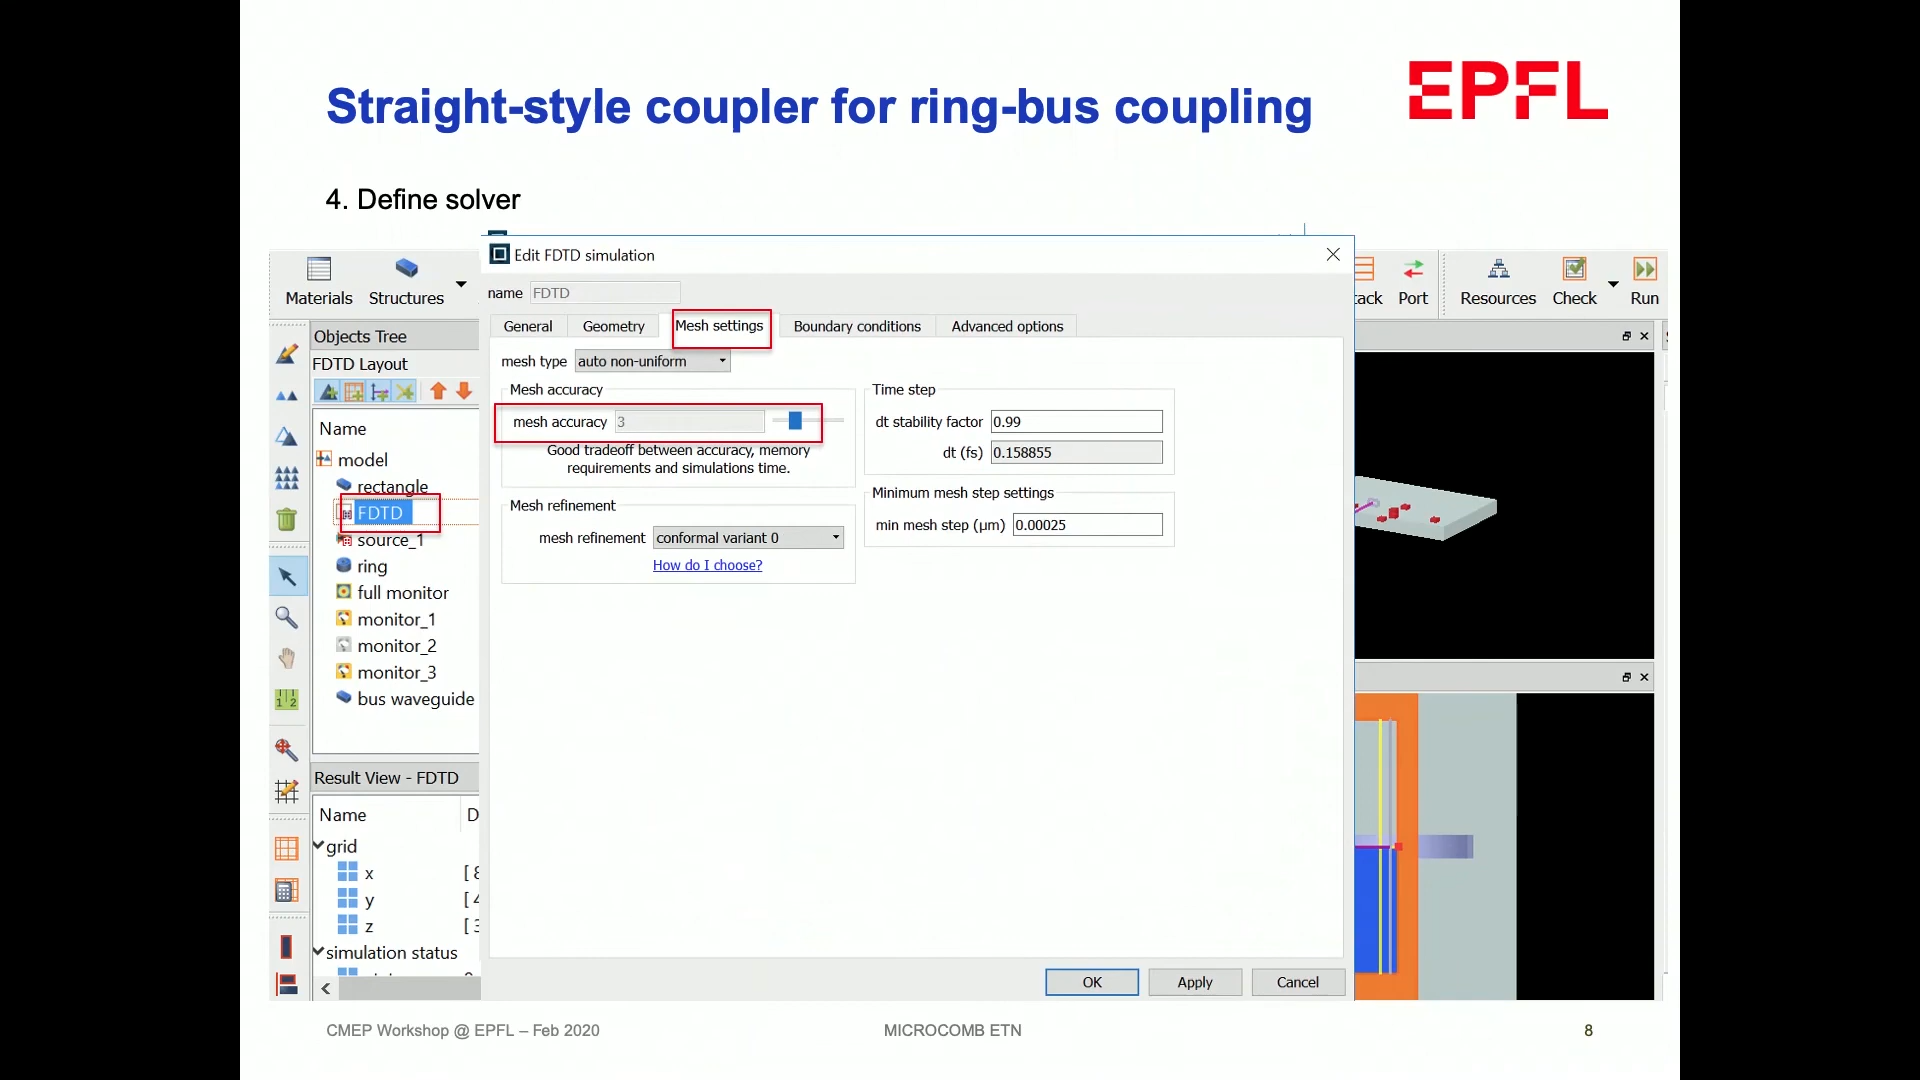 Straight-style coupler for ring-bus coupling
EPFL
4. Define solver
Edit FDTD simulation
name FDTD
General Geometry Mesh settings Boundary conditions Advanced options
mesh type auto non-uniform
Mesh accuracy
mesh accuracy 3
Good tradeoff between accuracy, memory
requirements and simulations time.
Mesh refinement
mesh refinement conformal variant 0
How do I choose?
Time step
dt stability factor 0.99
dt (fs) 0.158855
Minimum mesh step settings
min mesh step (µm) 0.00025
OK Apply Cancel
Materials Structures
Port Resources Check Run
Objects Tree
FDTD Layout
Name
model
rectangle
FDTD
source_1
ring
full monitor
monitor_1
monitor_2
monitor_3
bus waveguide
Result View - FDTD
Name
grid
x
y
z
simulation status
CMEP Workshop @ EPFL – Feb 2020
MICROCOMB ETN
8